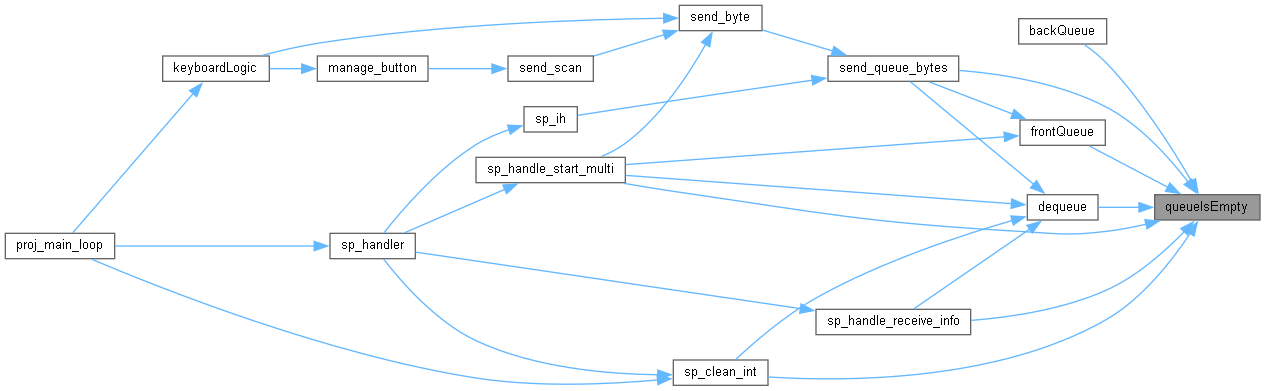 send_byte
backQueue
keyboardLogic
manage_button
send_scan
send_queue_bytes
sp_ih
frontQueue
sp_handle_start_multi
dequeue
queueIsEmpty
proj_main_loop
sp_handler
sp_handle_receive_info
sp_clean_int